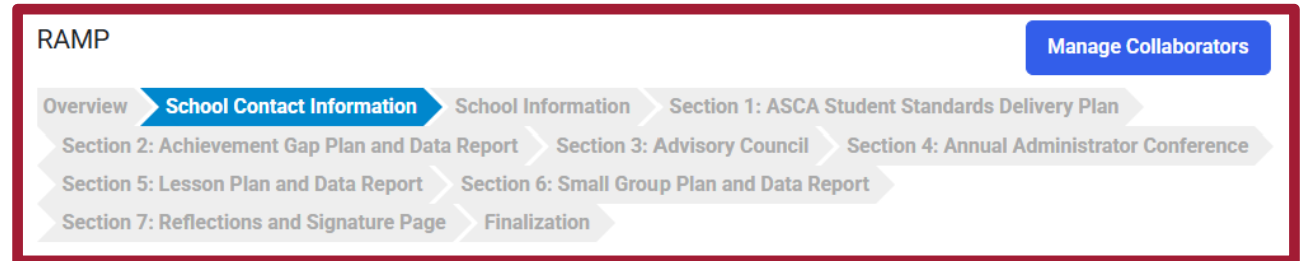 RAMP
Manage Collaborators
Overview School Contact Information School Information Section 1: ASCA Student Standards Delivery Plan
Section 2: Achievement Gap Plan and Data Report Section 3: Advisory Council Section 4: Annual Administrator Conference
Section 5: Lesson Plan and Data Report Section 6: Small Group Plan and Data Report
Section 7: Reflections and Signature Page Finalization